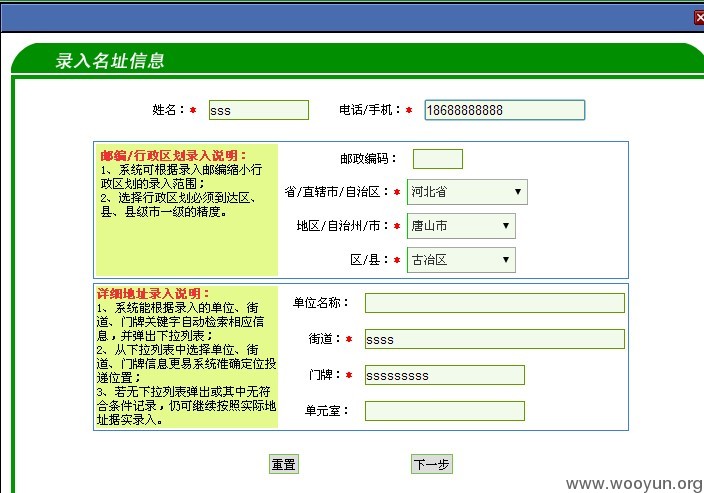 录入名址信息
姓名：* sss 电话/手机：* 18688888888
邮编/行政区划录入说明：
1、系统可根据录入邮编缩小行
政区划的录入范围；
2、选择行政区划必须到达区、
县、县级市一级的精度。
邮政编码：
省/直辖市/自治区：* 河北省
地区/自治州/市：* 唐山市
区/县：* 古冶区
详细地址录入说明：
1、系统能根据录入的单位、街
道、门牌关键字自动检索相应信
息，并弹出下拉列表；
2、从下拉列表中选择单位、街
道、门牌信息更易系统准确定位投
递位置；
3、若无下拉列表弹出或其中无符
合条件记录，仍可继续按照实际地
址据实录入。
单位名称：
街道：* ssss
门牌：* sssssssss
单元室：
重置 下一步
www.wooyun.org